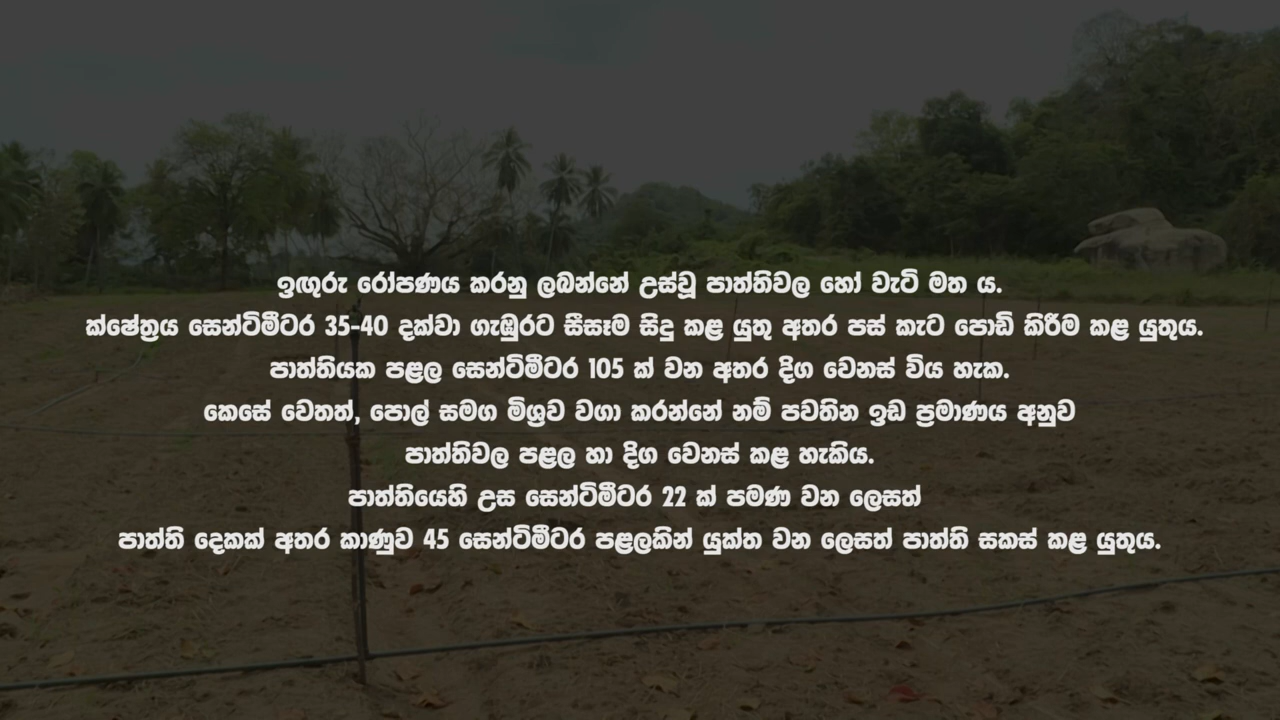 ඉඟුරු රෝපණය කරනු ලබන්නේ උස්වූ පාත්තිවල හෝ වැටි මත ය.
ක්ෂේත්‍රය සෙන්ටිමීටර 35-40 දක්වා ගැඹුරට සීසෑම සිදු කළ යුතු අතර පස් කැට පොඩි කිරීම කළ යුතුය.
පාත්තියක පළල සෙන්ටිමීටර 105 ක් වන අතර දිග වෙනස් විය හැක.
කෙසේ වෙතත්, පොල් සමග මිශ්‍රව වගා කරන්නේ නම් පවතින ඉඩ ප්‍රමාණය අනුව
පාත්තිවල පළල හා දිග වෙනස් කළ හැකිය.
පාත්තියෙහි උස සෙන්ටිමීටර 22 ක් පමණ වන ලෙසත්
පාත්ති දෙකක් අතර කාණුව 45 සෙන්ටිමීටර පළලකින් යුක්ත වන ලෙසත් පාත්ති සකස් කළ යුතුය.